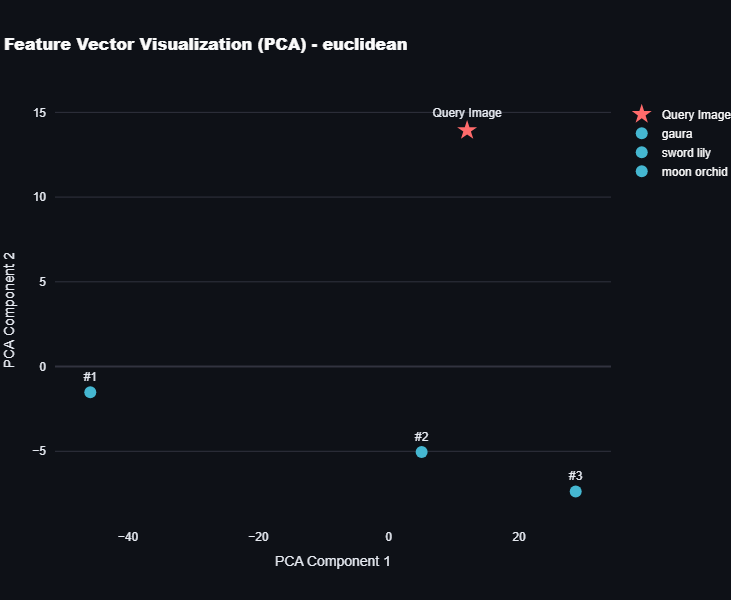 Feature Vector Visualization (PCA) - euclidean
Query Image
Query Image
gaura
sword lily
moon orchid
15
10
5
0
−5
PCA Component 2
#1
#2
#3
−40
−20
0
20
PCA Component 1